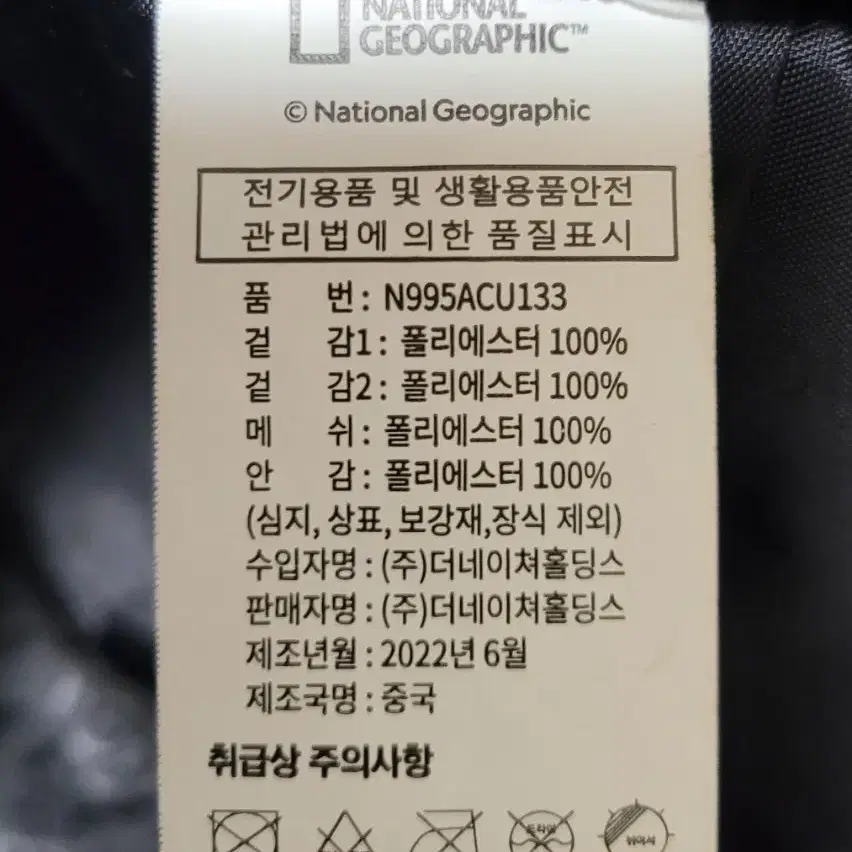 NATIONAL
GEOGRAPHIC™
© National Geographic
전기용품 및 생활용품안전
관리법에 의한 품질표시
품 번 : N995ACU133
겉 감1 : 폴리에스터 100%
겉 감2 : 폴리에스터 100%
메 쉬 : 폴리에스터 100%
안 감 : 폴리에스터 100%
(심지, 상표, 보강재,장식 제외)
수입자명 : (주)더네이쳐홀딩스
판매자명 : (주)더네이쳐홀딩스
제조년월 : 2022년 6월
제조국명 : 중국
취급상 주의사항
드라이
뉘어서